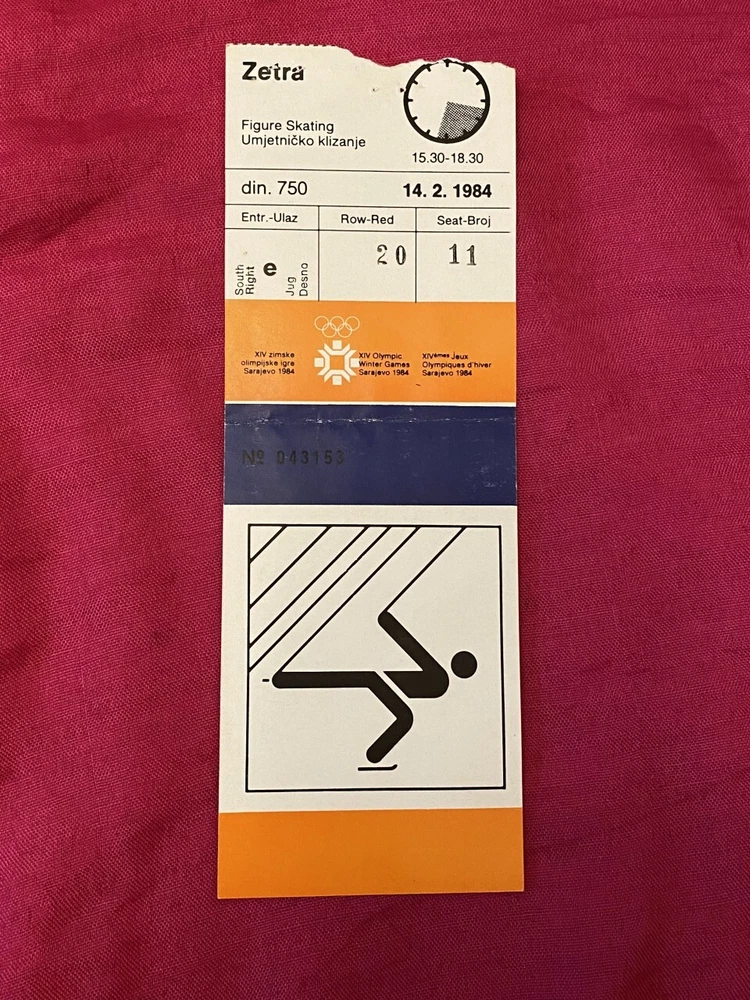 Zetra
Figure Skating
Umjetničko klizanje
15.30-18.30
din. 750
14. 2. 1984
Entr.-Ulaz
Row-Red
Seat-Broj
South
Right
e
Jug
Desno
20
11
XIV zimske
olimpijske igre
Sarajevo 1984
XIV Olympic
Winter Games
Sarajevo 1984
XIVèmes Jeux
Olympiques d'hiver
Sarajevo 1984
Nº 043153